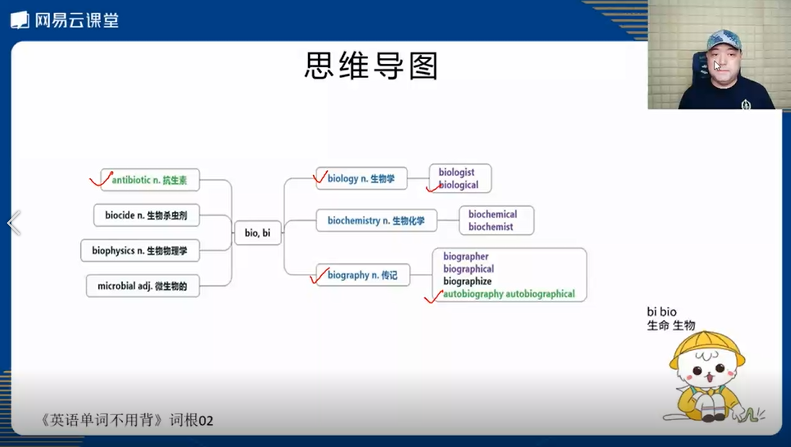 网易云课堂
思维导图
antibiotic n. 抗生素
biocide n. 生物杀虫剂
biophysics n. 生物物理学
microbial adj. 微生物的
bio, bi
biology n. 生物学
biologist
biological
biochemistry n. 生物化学
biochemical
biochemist
biography n. 传记
biographer
biographical
biographize
autobiography autobiographical
bi bio
生命 生物
《英语单词不用背》词根02